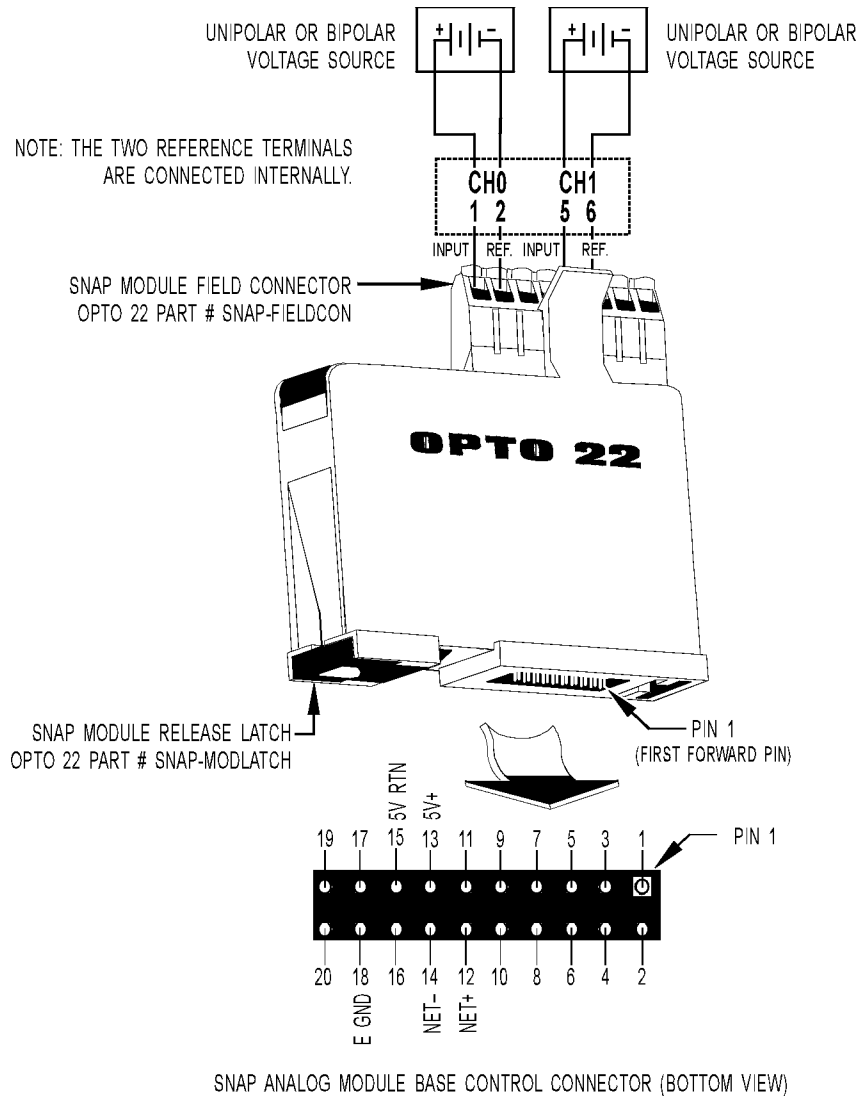 UNIPOLAR OR BIPOLAR
VOLTAGE SOURCE
+ -
+ -
UNIPOLAR OR BIPOLAR
VOLTAGE SOURCE
NOTE: THE TWO REFERENCE TERMINALS
ARE CONNECTED INTERNALLY.
CH0 CH1
1 2 5 6
INPUT REF. INPUT REF.
SNAP MODULE FIELD CONNECTOR
OPTO 22 PART # SNAP-FIELDCON
OPTO 22
SNAP MODULE RELEASE LATCH
OPTO 22 PART # SNAP-MODLATCH
PIN 1
(FIRST FORWARD PIN)
5V RTN
5V+
19 17 15 13 11 9 7 5 3 1
PIN 1
20 18 16 14 12 10 8 6 4 2
E GND
NET-
NET+
SNAP ANALOG MODULE BASE CONTROL CONNECTOR (BOTTOM VIEW)